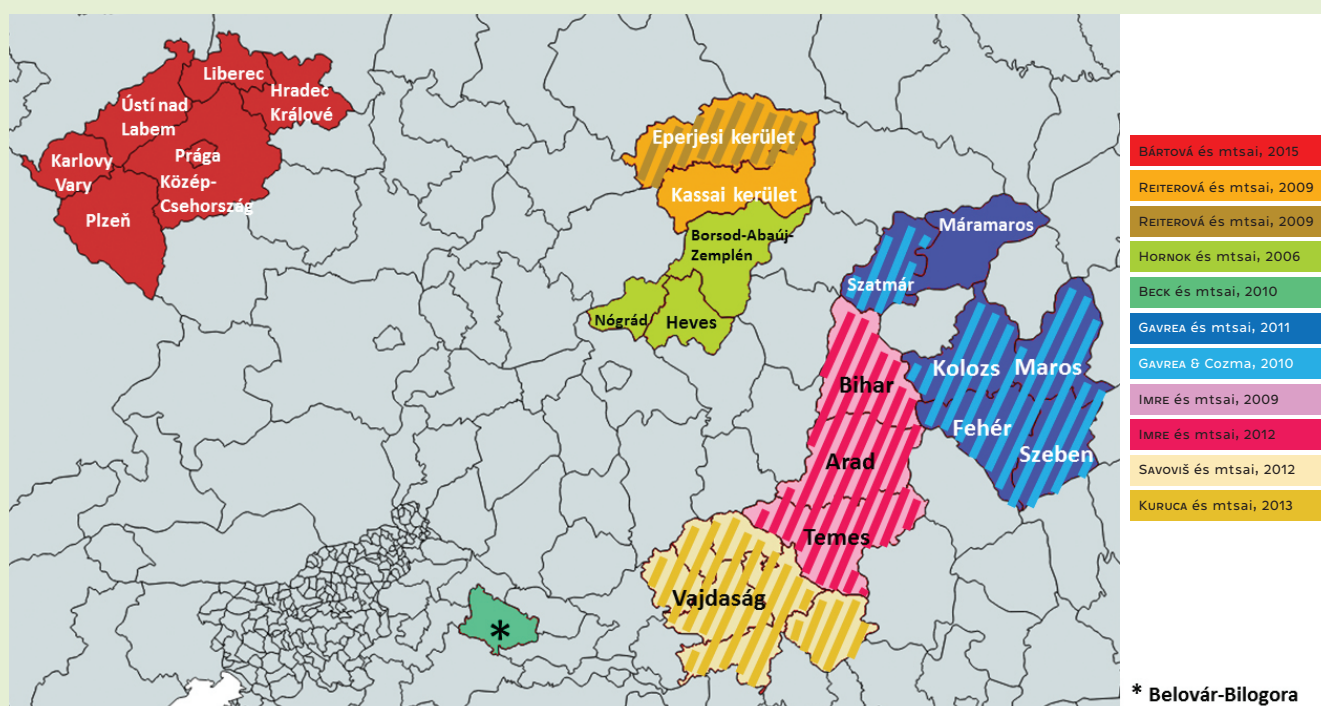 Liberec
Hradec
Králové
Ústí nad
Labem
Karlovy
Vary
Prága
Közép-
Csehország
Plzeň
Eperjesi kerület
Kassai kerület
Borsod-Abaúj-
Zemplén
Nógrád
Heves
Máramaros
Szatmár
Kolozs
Maros
Bihar
Fehér
Szeben
Arad
Temes
Vajdaság
*
BÁRTOVÁ és mtsai, 2015
REITEROVÁ és mtsai, 2009
REITEROVÁ és mtsai, 2009
HORNOK és mtsai, 2006
BECK és mtsai, 2010
GAVREA és mtsai, 2011
GAVREA & Cozma, 2010
IMRE és mtsai, 2009
IMRE és mtsai, 2012
SAVOVIŠ és mtsai, 2012
KURUCA és mtsai, 2013
* Belovár-Bilogora